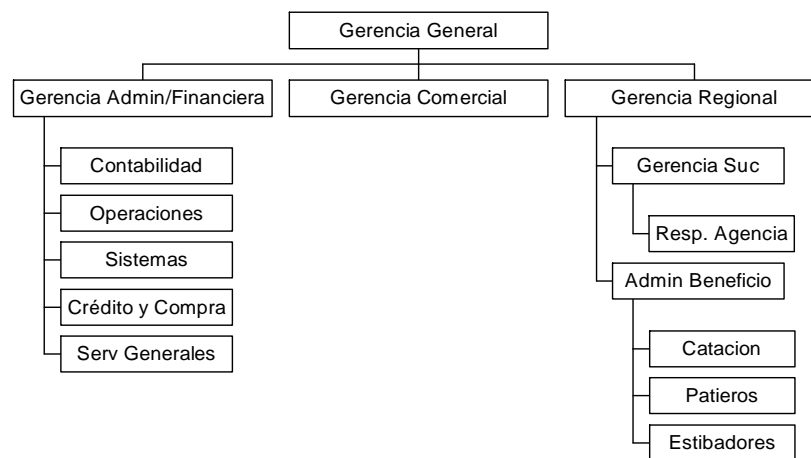 Gerencia General
Gerencia Admin/Financiera
Gerencia Comercial
Gerencia Regional
Contabilidad
Operaciones
Sistemas
Crédito y Compra
Serv Generales
Gerencia Suc
Resp. Agencia
Admin Beneficio
Catacion
Patieros
Estibadores